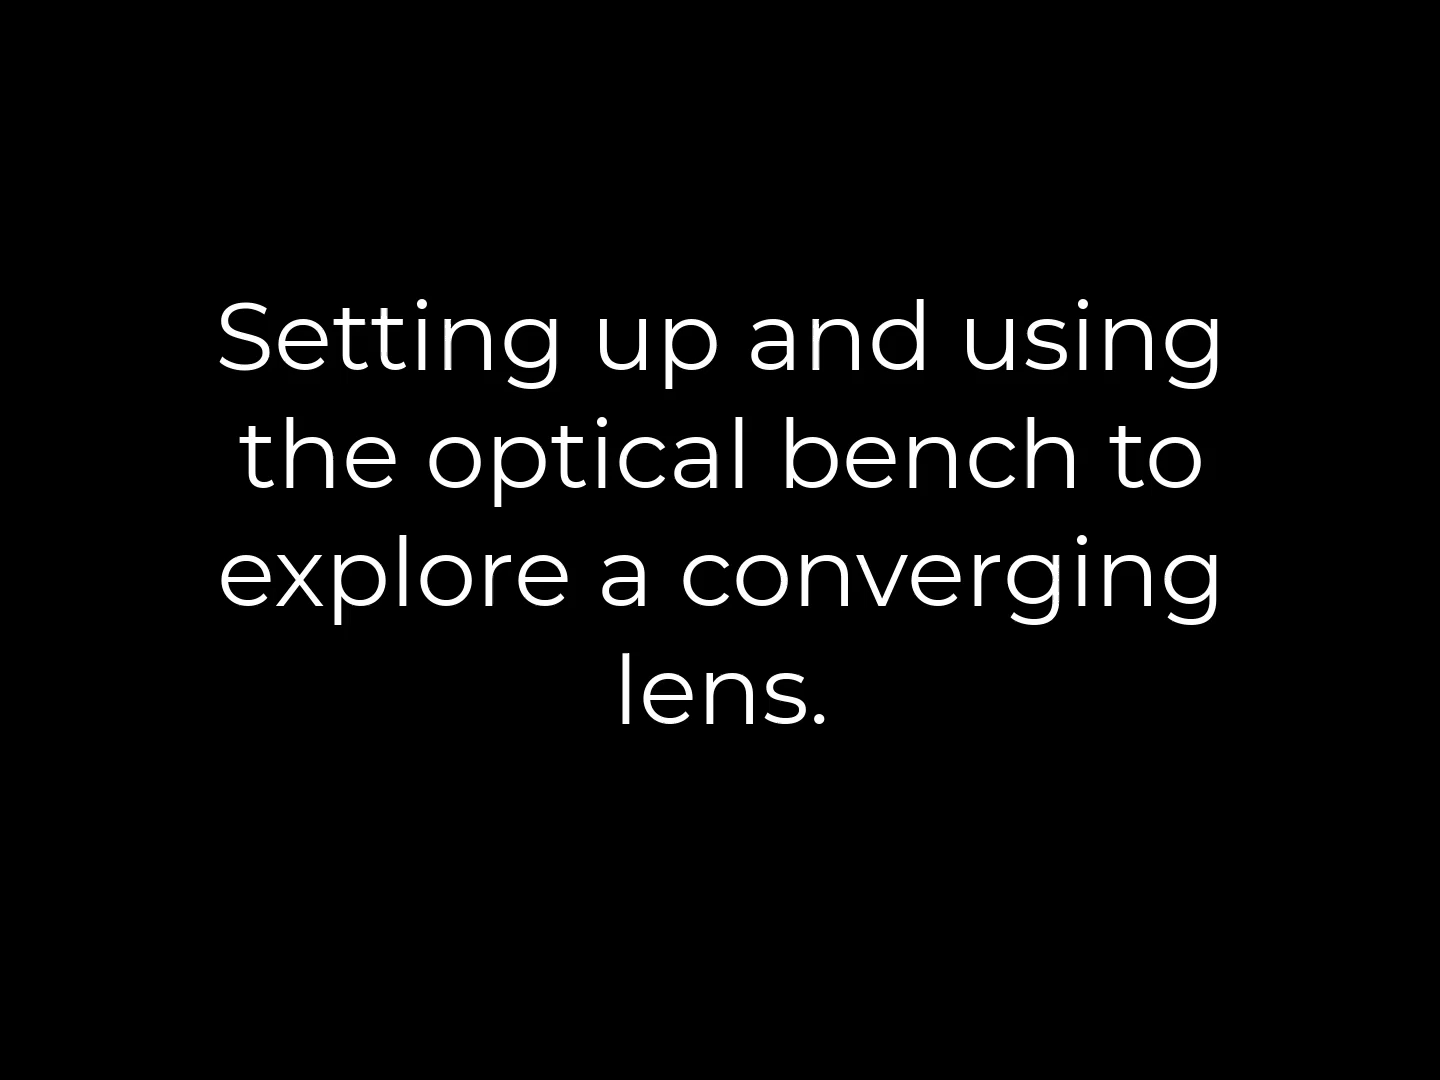 Setting up and using
the optical bench to
explore a converging
lens.